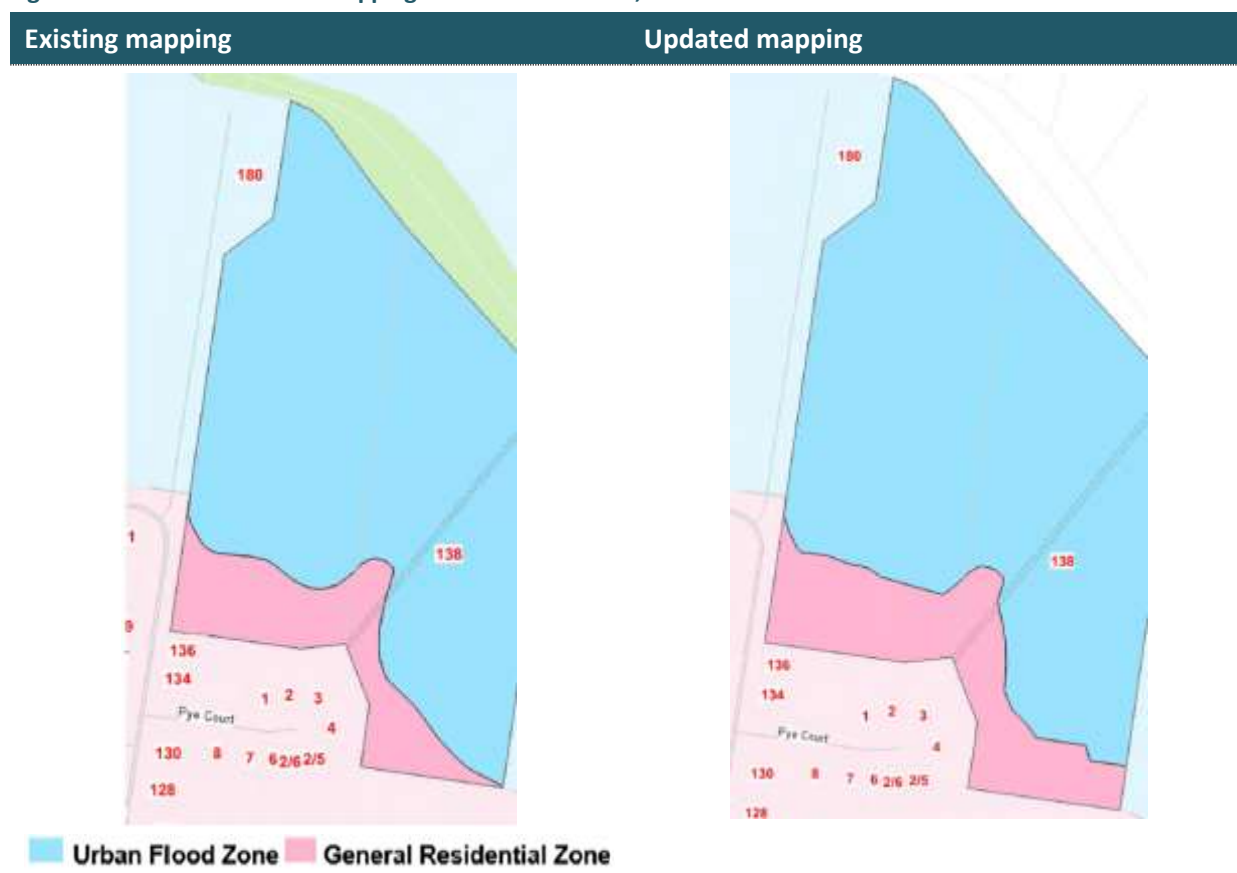 Existing mapping
Updated mapping
180
1
138
9
136
134
1 2 3
4
Pye Court
130 8 7 6 2/6 2/5
128
180
138
136
134
1 2 3
4
Pye Court
130 8 7 6 2/6 2/5
128
Urban Flood Zone
General Residential Zone